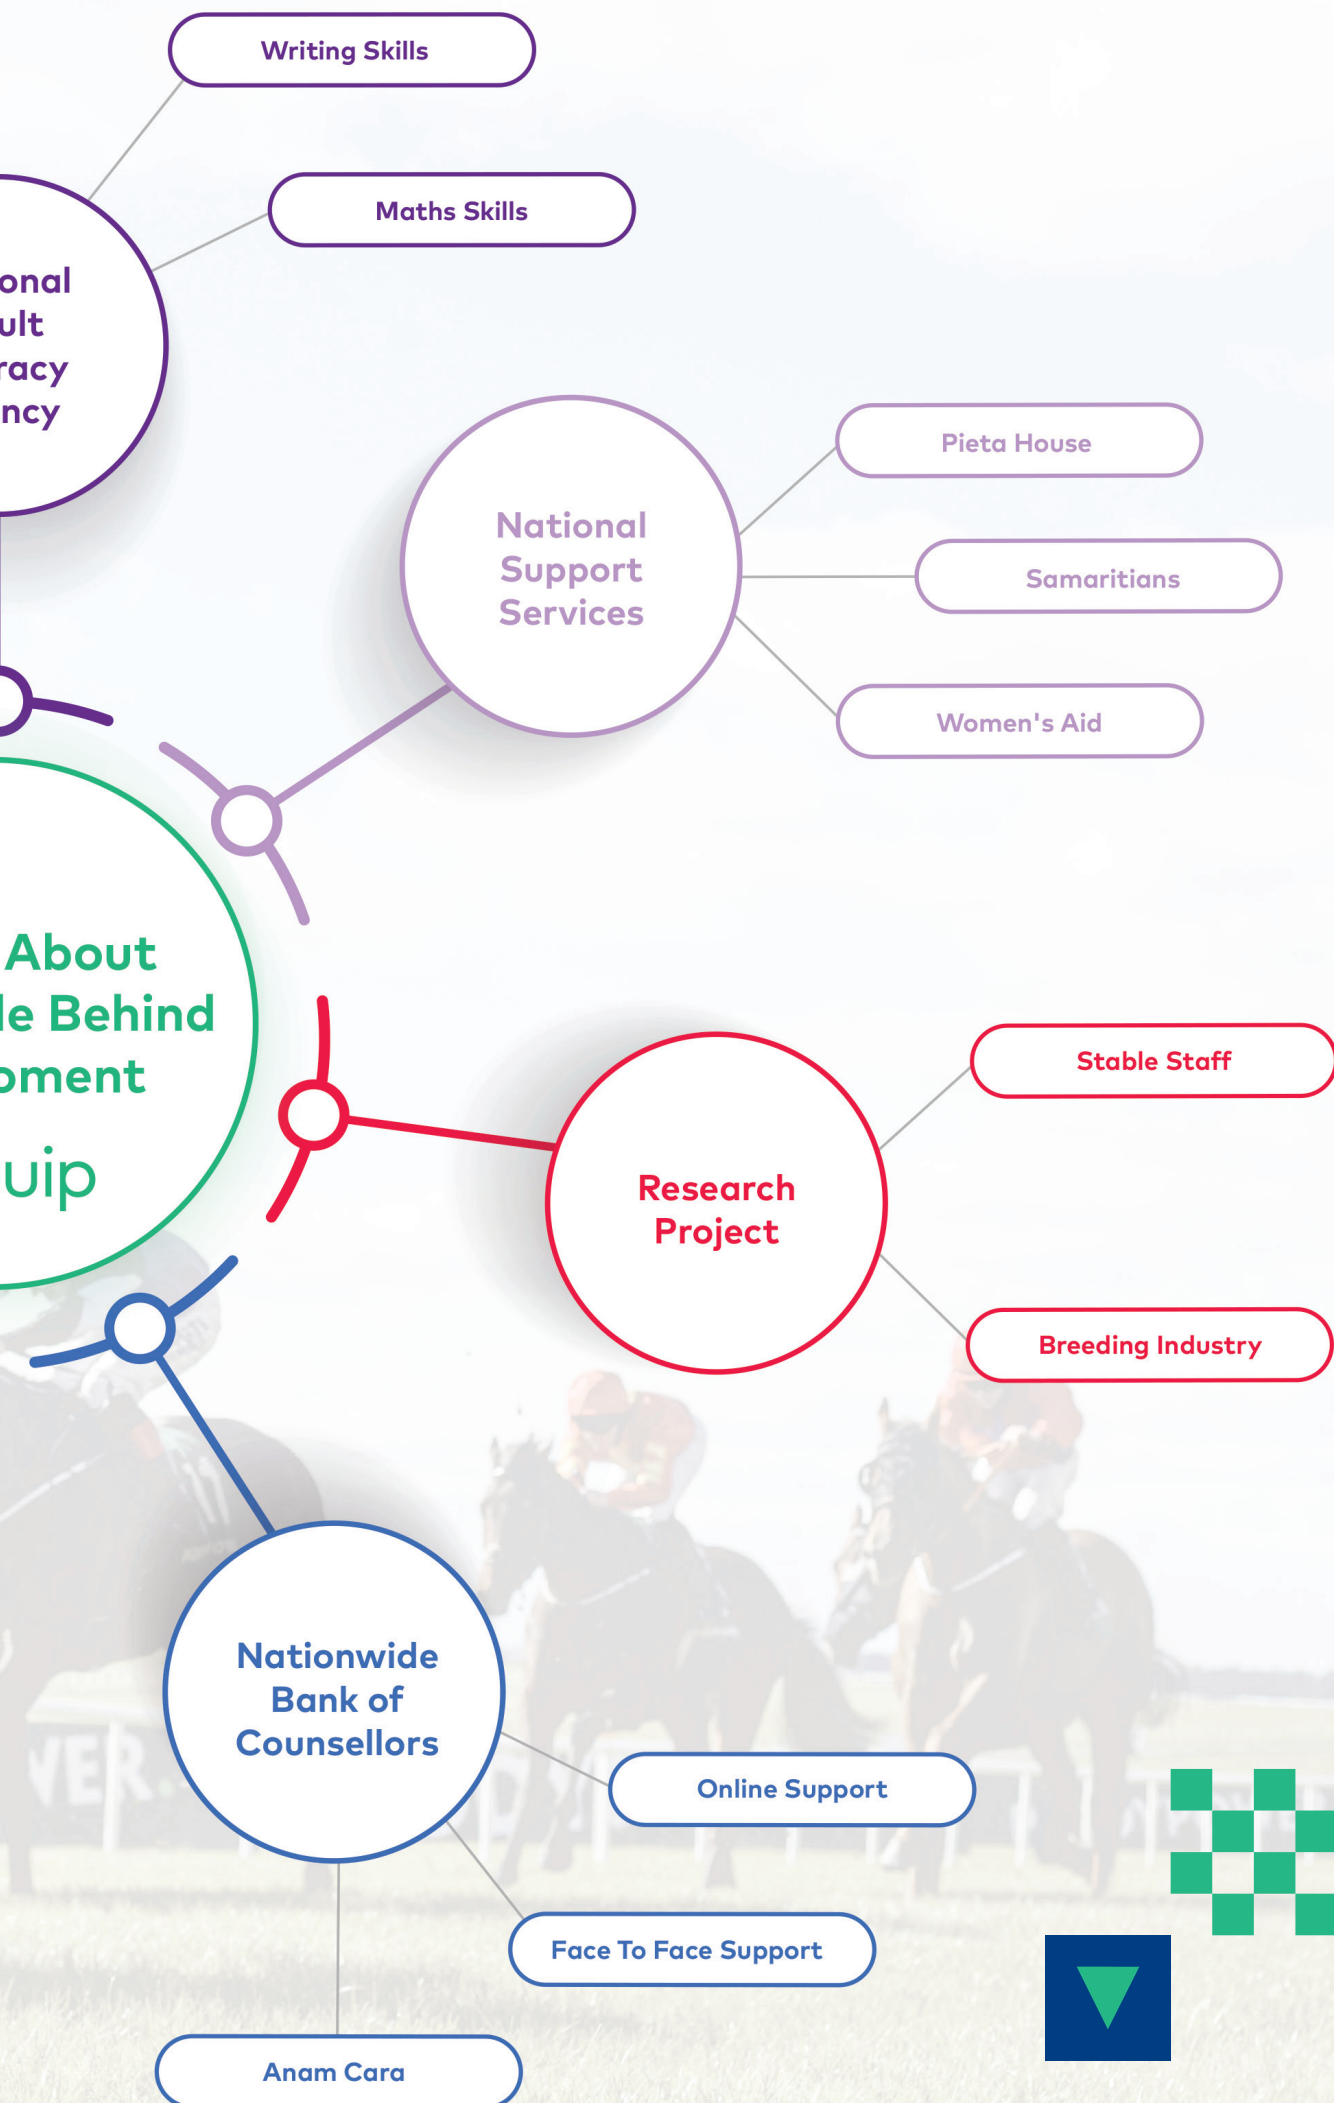 Writing Skills
Maths Skills
onal
ult
racy
ncy
National
Support
Services
Pieta House
Samaritians
Women's Aid
About
le Behind
oment
uip
Research
Project
Stable Staff
Breeding Industry
Nationwide
Bank of
Counsellors
Online Support
Face To Face Support
Anam Cara
VER.